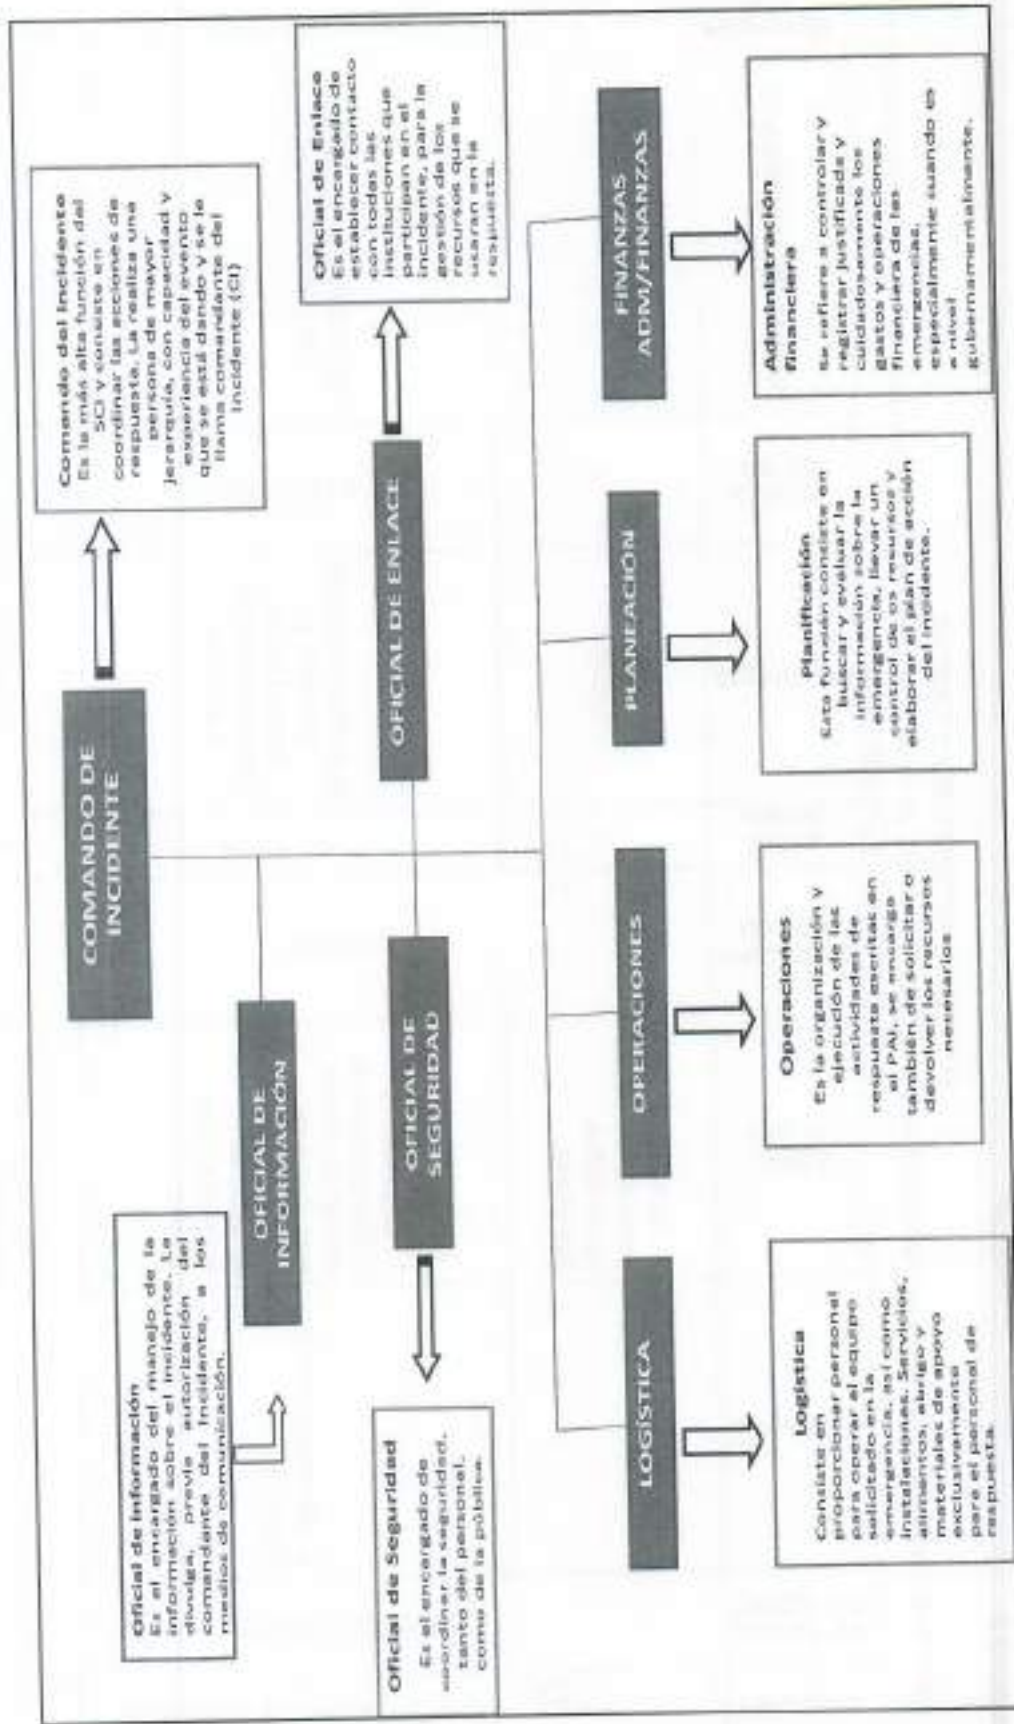 COMANDO DE
INCIDENTE
Comando del Incidente
Es la más alta función del
SCI y consiste en
coordinar las acciones de
respuesta. La realiza una
persona de mayor
jerarquía, con capacidad y
experiencia del evento
que se está dando y se le
llama comandante del
Incidente (CI)
Oficial de Información
Es el encargado del manejo de la
información sobre el incidente. La
divulga, previa autorización del
comandante del Incidente, a los
medios de comunicación.
OFICIAL DE
INFORMACIÓN
OFICIAL DE
SEGURIDAD
Oficial de Seguridad
Es el encargado de
coordinar la seguridad,
tanto del personal,
como de la pública.
OFICIAL DE ENLACE
Oficial de Enlace
Es el encargado de
establecer contacto
con todas las
instituciones que
participan en el
incidente, para la
gestión de los
recursos que se
usaran en la
respuesta.
LOGÍSTICA
OPERACIONES
PLANEACIÓN
FINANZAS
ADM/FINANZAS
Logística
Consiste en
proporcionar personal
para operar al equipo
solicitado en la
emergencia, así como
instalaciones. Servicios,
alimentos, abrigo y
materiales de apoyo
exclusivamente
para el personal de
respuesta.
Operaciones
Es la organización y
ejecución de las
actividades de
respuesta escritas en
el PAI, se encarga
también de solicitar o
devolver los recursos
necesarios
Planificación
Esta función consiste en
buscar y evaluar la
información sobre la
emergencia, llevar un
control de os recursos y
elaborar el plan de acción
del Incidente.
Administración
financiera
Se refiere a controlar y
registrar justificada y
cuidadosamente los
gastos y operaciones
financiera de las
emergencias,
especialmente cuando es
a nivel
gubernamentalmente.